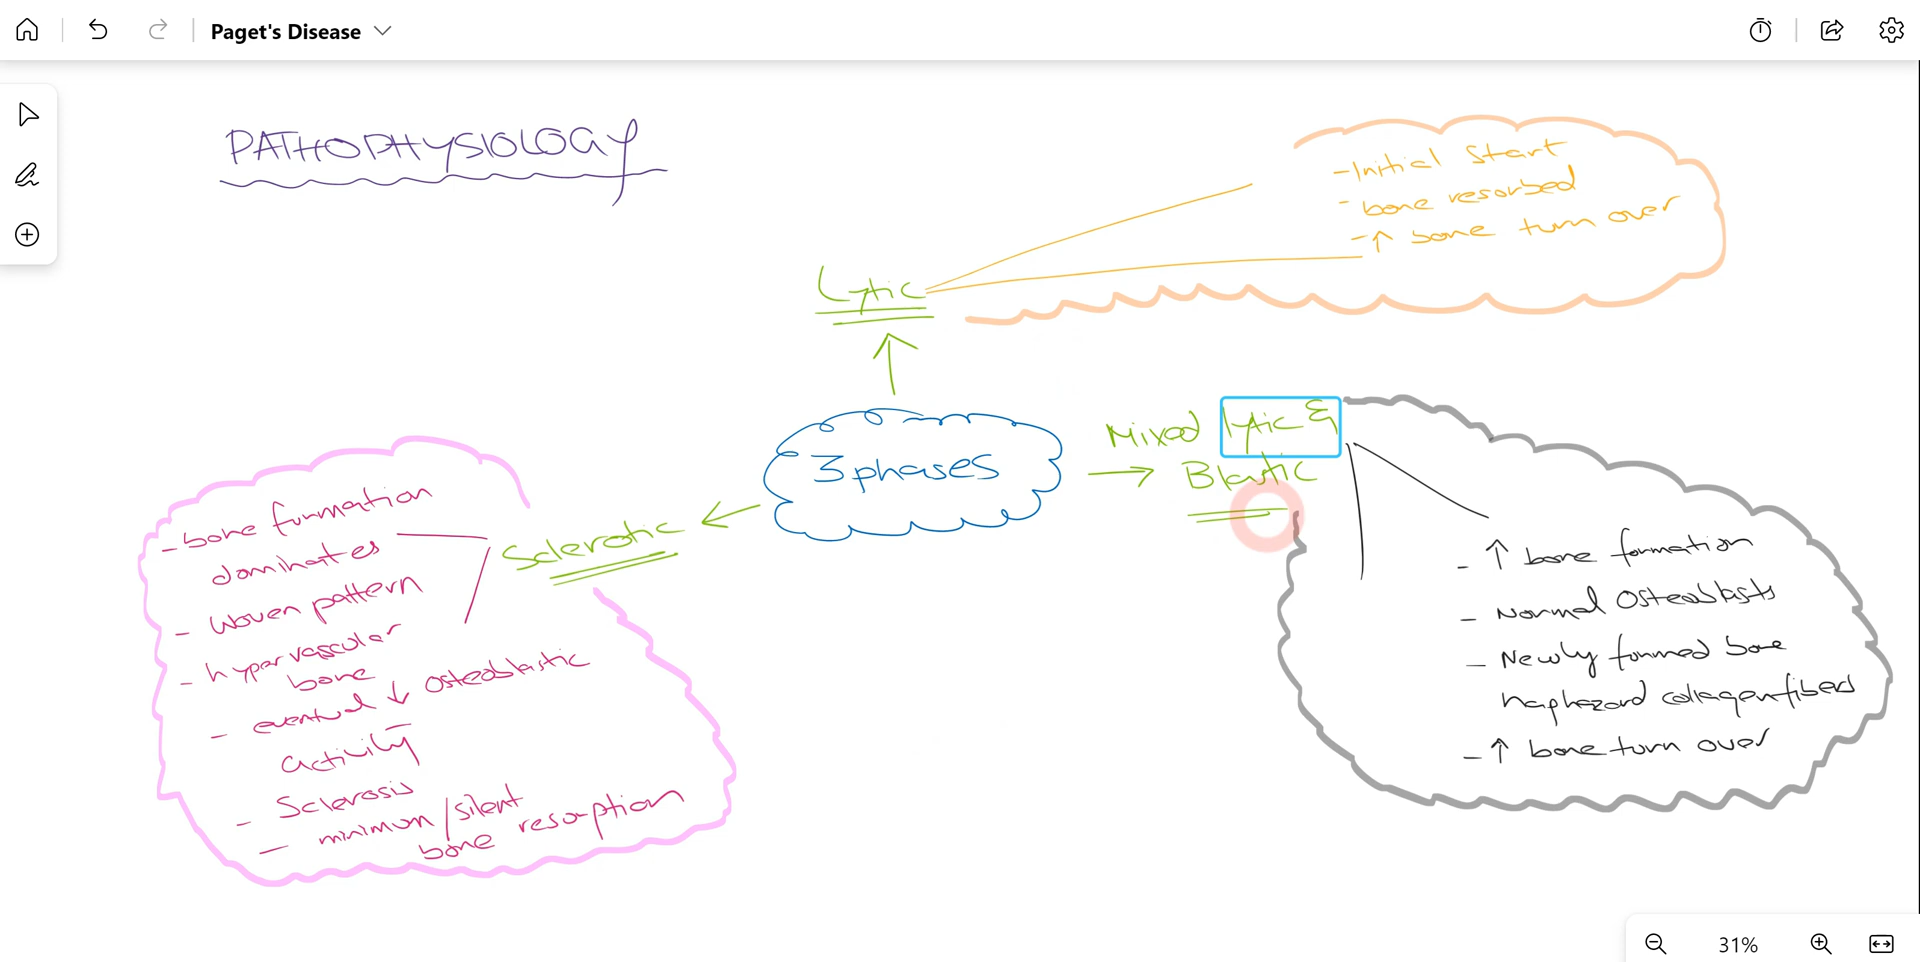 Paget's Disease
PATHOPHYSIOLOGY
-Initial Start
- bone resorbed
-↑ bone turn over
Lytic
3 phases
Mixed lytic &
Blastic
- ↑ bone formation
- Normal Osteoblasts
- Newly formed bone
haphezard collagen fibers
- ↑ bone turn over
Sclerotic
- bone formation
dominates
- Woven pattern
- hypervascular
bone
- eventual ↓ osteoblastic
activity
- Sclerosis
- minimum/silent
bone resorption
31%